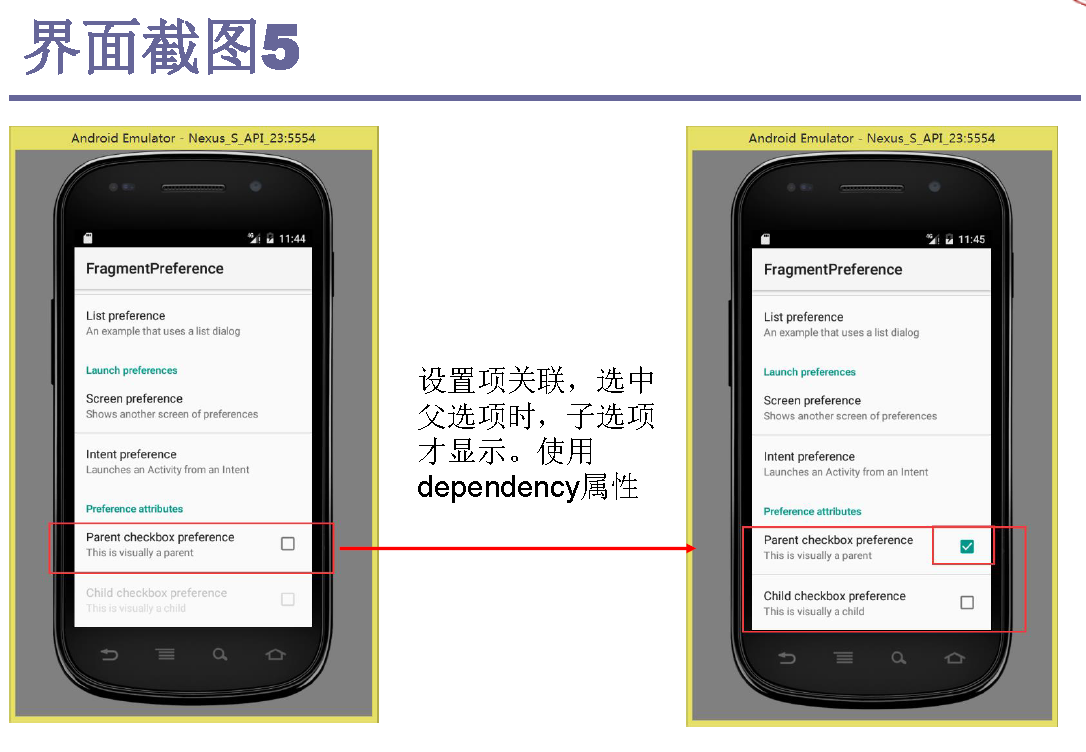 界面截图5
Android Emulator - Nexus_S_API_23:5554
4G 11:44
FragmentPreference
List preference
An example that uses a list dialog
Launch preferences
Screen preference
Shows another screen of preferences
Intent preference
Launches an Activity from an Intent
Preference attributes
Parent checkbox preference
This is visually a parent
Child checkbox preference
This is visually a child
设置项关联，选中
父选项时，子选项
才显示。使用
dependency属性
Android Emulator - Nexus_S_API_23:5554
4G 11:45
FragmentPreference
List preference
An example that uses a list dialog
Launch preferences
Screen preference
Shows another screen of preferences
Intent preference
Launches an Activity from an Intent
Preference attributes
Parent checkbox preference
This is visually a parent
Child checkbox preference
This is visually a child